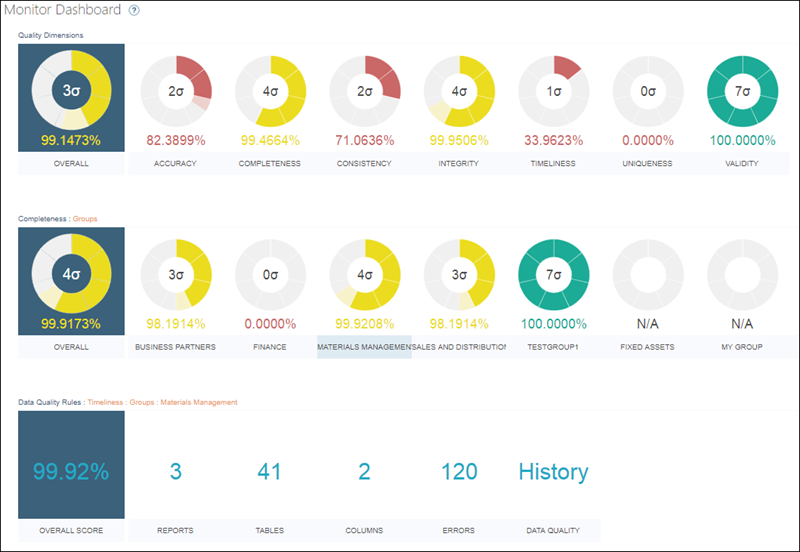 Monitor Dashboard ?
Quality Dimensions
3σ 2σ 4σ 2σ 4σ 1σ 0σ 7σ
99.1473% 82.3899% 99.4664% 71.0636% 99.9506% 33.9623% 0.0000% 100.0000%
OVERALL ACCURACY COMPLETENESS CONSISTENCY INTEGRITY TIMELINESS UNIQUENESS VALIDITY
Completeness : Groups
4σ 3σ 0σ 4σ 3σ 7σ
99.9173% 98.1914% 0.0000% 99.9208% 98.1914% 100.0000% N/A N/A
OVERALL BUSINESS PARTNERS FINANCE MATERIALS MANAGEMEN SALES AND DISTRIBUTION TESTGROUP1 FIXED ASSETS MY GROUP
Data Quality Rules : Timeliness : Groups : Materials Management
99.92% 3 41 2 120 History
OVERALL SCORE REPORTS TABLES COLUMNS ERRORS DATA QUALITY